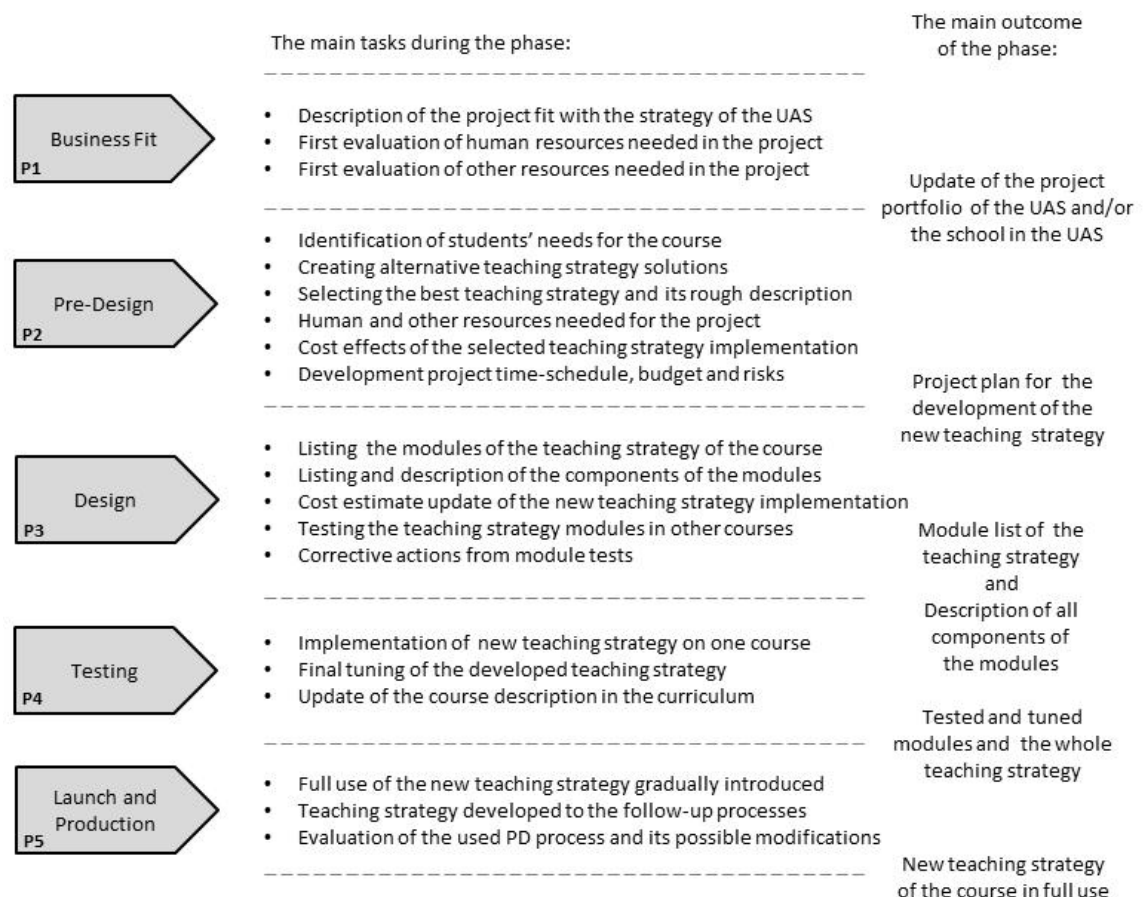 The main tasks during the phase:
The main outcome
of the phase:
Business Fit
P1
• Description of the project fit with the strategy of the UAS
• First evaluation of human resources needed in the project
• First evaluation of other resources needed in the project
Update of the project
portfolio of the UAS and/or
the school in the UAS
Pre-Design
P2
• Identification of students' needs for the course
• Creating alternative teaching strategy solutions
• Selecting the best teaching strategy and its rough description
• Human and other resources needed for the project
• Cost effects of the selected teaching strategy implementation
• Development project time-schedule, budget and risks
Project plan for the
development of the
new teaching strategy
Design
P3
• Listing the modules of the teaching strategy of the course
• Listing and description of the components of the modules
• Cost estimate update of the new teaching strategy implementation
• Testing the teaching strategy modules in other courses
• Corrective actions from module tests
Module list of the
teaching strategy
and
Description of all
components of
the modules
Testing
P4
• Implementation of new teaching strategy on one course
• Final tuning of the developed teaching strategy
• Update of the course description in the curriculum
Tested and tuned
modules and the whole
teaching strategy
Launch and
Production
P5
• Full use of the new teaching strategy gradually introduced
• Teaching strategy developed to the follow-up processes
• Evaluation of the used PD process and its possible modifications
New teaching strategy
of the course in full use